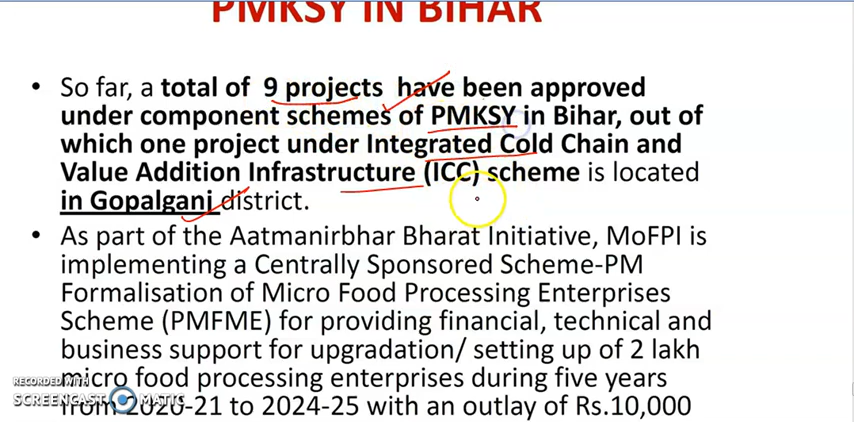 PMKSY IN BIHAR
• So far, a total of 9 projects have been approved
under component schemes of PMKSY in Bihar, out of
which one project under Integrated Cold Chain and
Value Addition Infrastructure (ICC) scheme is located
in Gopalganj district.
• As part of the Aatmanirbhar Bharat Initiative, MoFPI is
implementing a Centrally Sponsored Scheme-PM
Formalisation of Micro Food Processing Enterprises
Scheme (PMFME) for providing financial, technical and
business support for upgradation/ setting up of 2 lakh
micro food processing enterprises during five years
from 2020-21 to 2024-25 with an outlay of Rs.10,000
RECORDED WITH
SCREENCAST MATIC